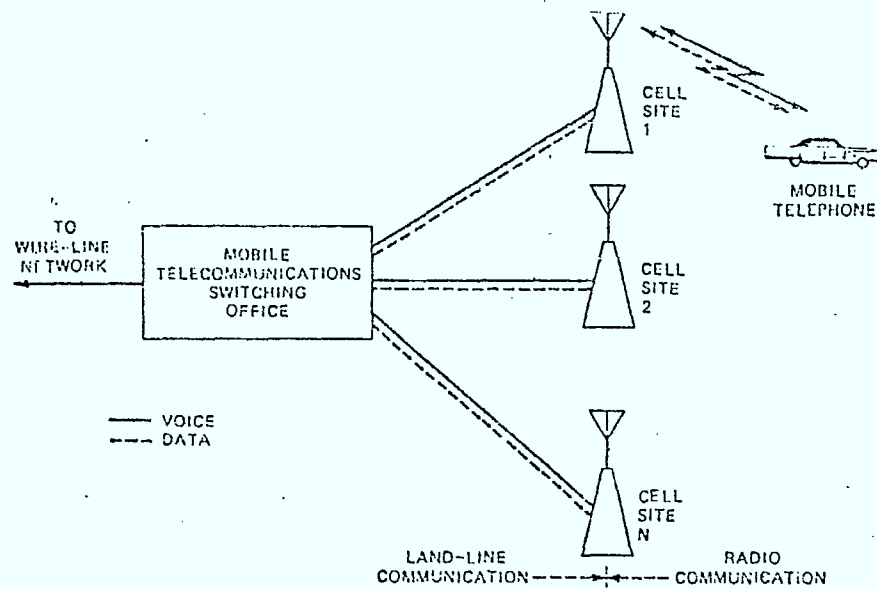 CELL
SITE
1
MOBILE
TELEPHONE
TO
WIRE-LINE
NETWORK
MOBILE
TELECOMMUNICATIONS
SWITCHING
OFFICE
CELL
SITE
2
VOICE
DATA
CELL
SITE
N
LAND-LINE
COMMUNICATION
RADIO
COMMUNICATION